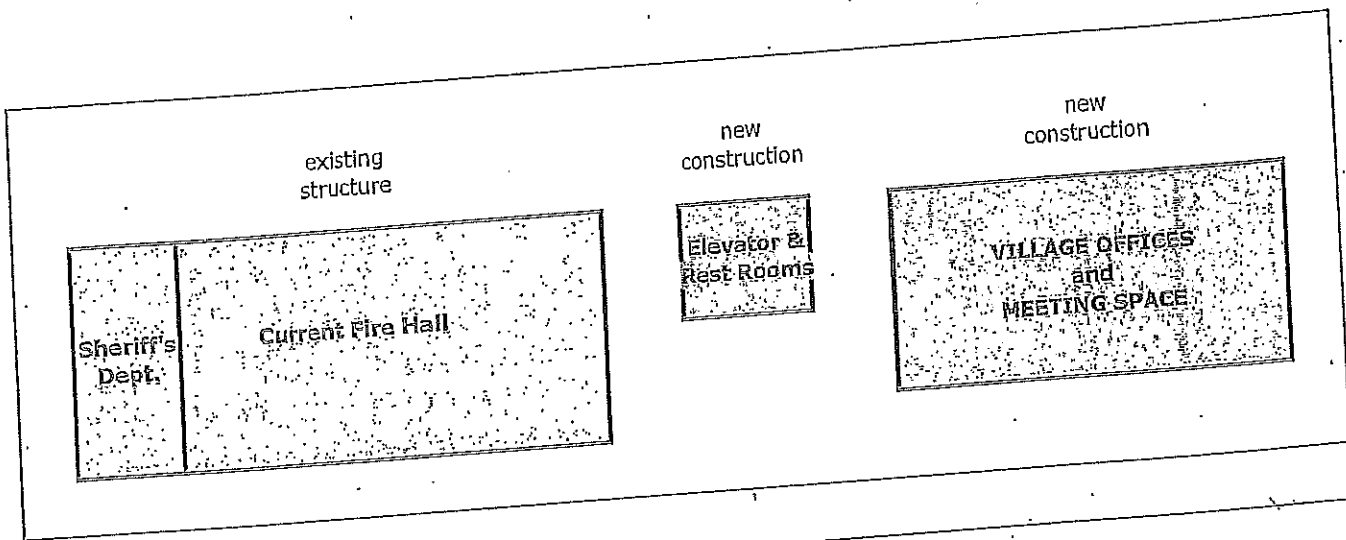 existing
structure
Sheriff's
Dept.
Current Fire Hall
new
construction
Elevator &
Rest Rooms
new
construction
VILLAGE OFFICES
and
MEETING SPACE